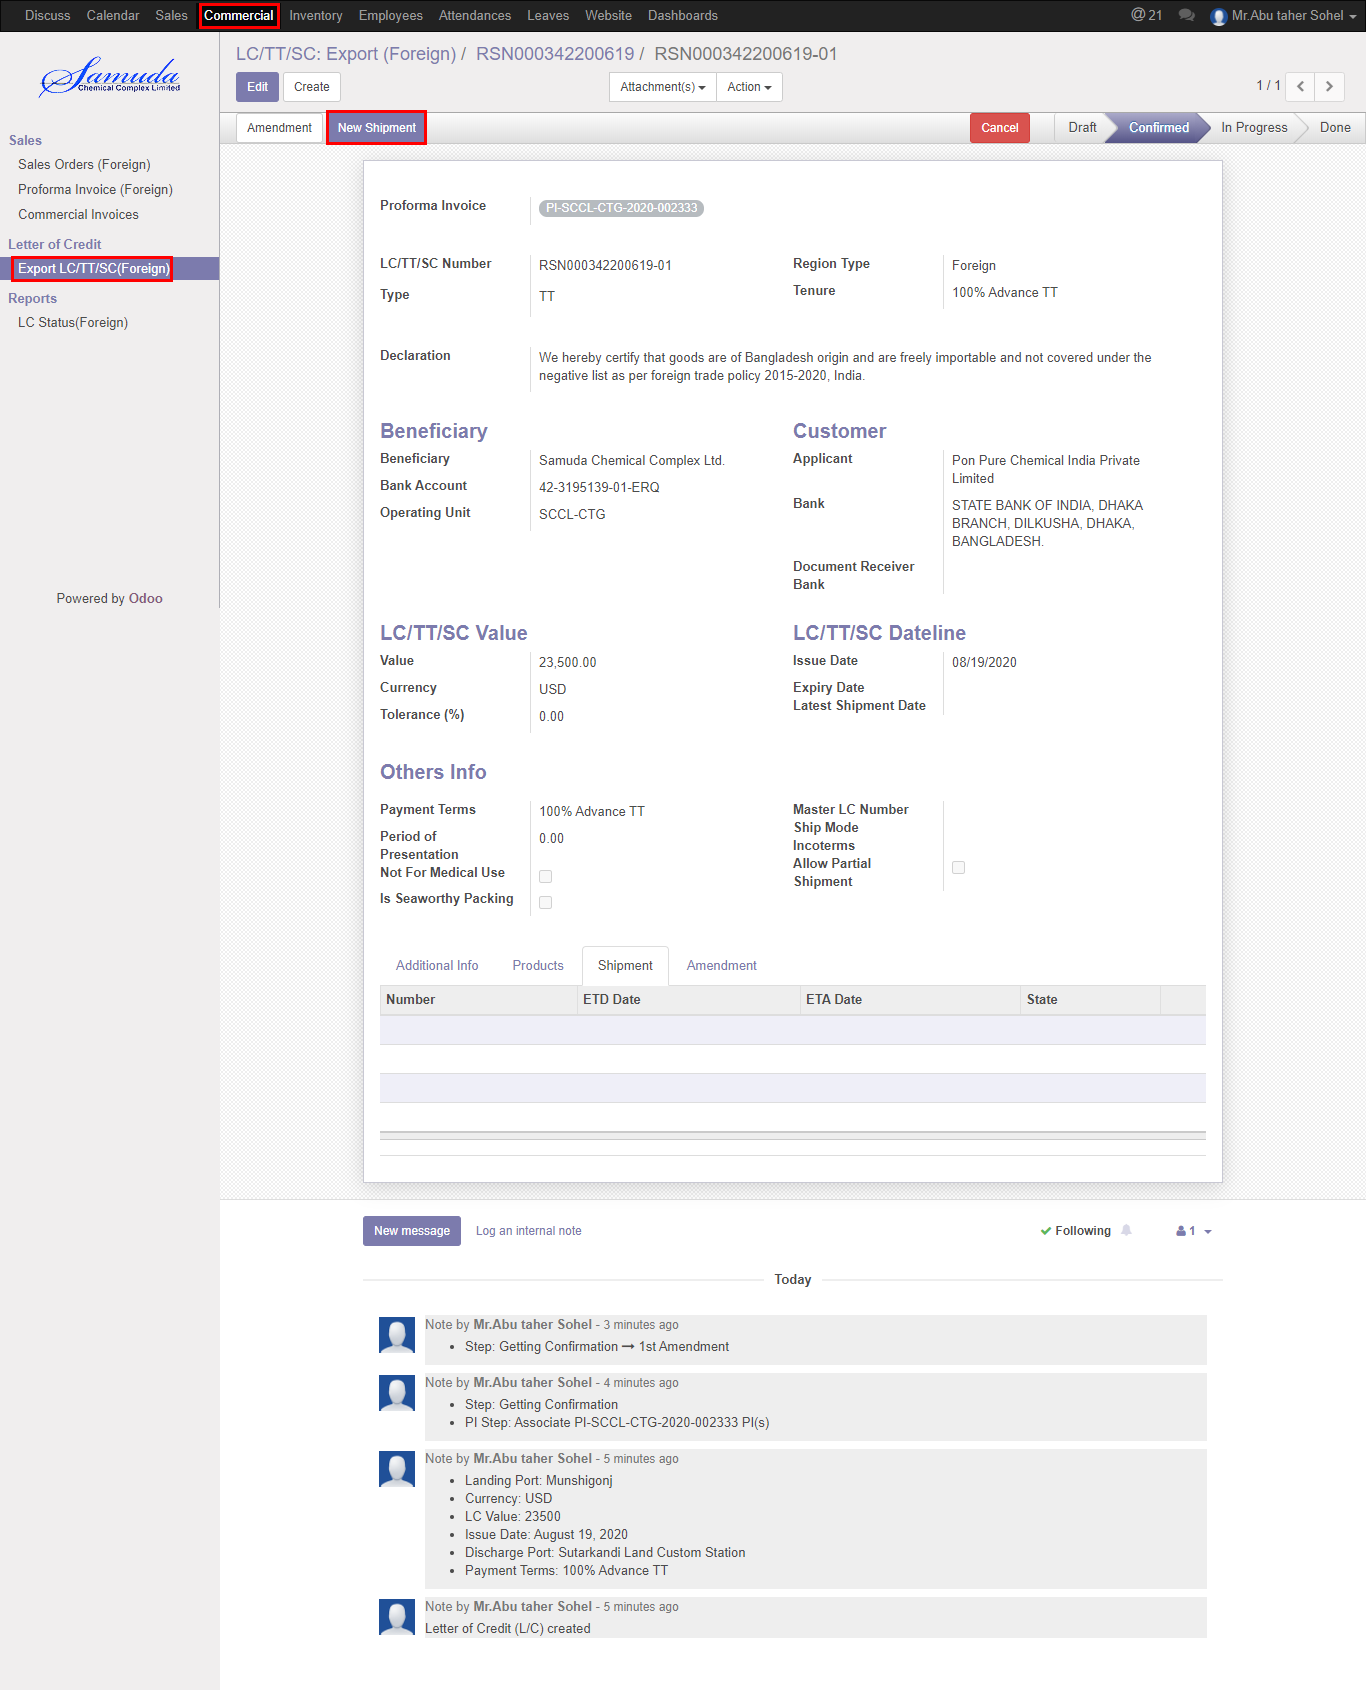 Discuss Calendar Sales Commercial Inventory Employees Attendances Leaves Website Dashboards @ 21 Mr.Abu taher Sohel
Samuda
Chemical Complex Limited
LC/TT/SC: Export (Foreign) / RSN000342200619 / RSN000342200619-01
Edit Create Attachment(s) Action 1 / 1
Amendment New Shipment Cancel Draft Confirmed In Progress Done
Sales
Sales Orders (Foreign)
Proforma Invoice (Foreign)
Commercial Invoices
Letter of Credit
Export LC/TT/SC(Foreign)
Reports
LC Status(Foreign)
Powered by Odoo
Proforma Invoice PI-SCCL-CTG-2020-002333
LC/TT/SC Number RSN000342200619-01
Type TT
Region Type Foreign
Tenure 100% Advance TT
Declaration We hereby certify that goods are of Bangladesh origin and are freely importable and not covered under the
negative list as per foreign trade policy 2015-2020, India.
Beneficiary
Beneficiary Samuda Chemical Complex Ltd.
Bank Account 42-3195139-01-ERQ
Operating Unit SCCL-CTG
Customer
Applicant Pon Pure Chemical India Private
Limited
Bank STATE BANK OF INDIA, DHAKA
BRANCH, DILKUSHA, DHAKA,
BANGLADESH.
Document Receiver
Bank
LC/TT/SC Value
Value 23,500.00
Currency USD
Tolerance (%) 0.00
LC/TT/SC Dateline
Issue Date 08/19/2020
Expiry Date
Latest Shipment Date
Others Info
Payment Terms 100% Advance TT
Period of
Presentation 0.00
Not For Medical Use
Is Seaworthy Packing
Master LC Number
Ship Mode
Incoterms
Allow Partial
Shipment
Additional Info Products Shipment Amendment
Number ETD Date ETA Date State
New message Log an internal note Following 1
Today
Note by Mr.Abu taher Sohel - 3 minutes ago
• Step: Getting Confirmation → 1st Amendment
Note by Mr.Abu taher Sohel - 4 minutes ago
• Step: Getting Confirmation
• PI Step: Associate PI-SCCL-CTG-2020-002333 PI(s)
Note by Mr.Abu taher Sohel - 5 minutes ago
• Landing Port: Munshigonj
• Currency: USD
• LC Value: 23500
• Issue Date: August 19, 2020
• Discharge Port: Sutarkandi Land Custom Station
• Payment Terms: 100% Advance TT
Note by Mr.Abu taher Sohel - 5 minutes ago
Letter of Credit (L/C) created